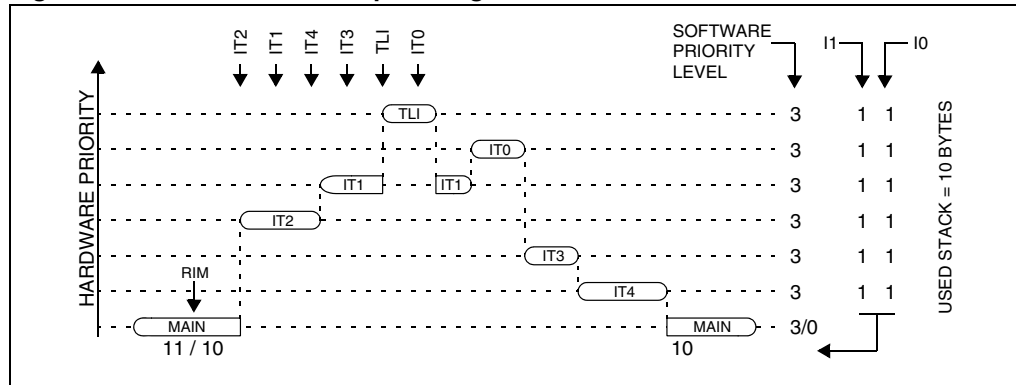 IT2
IT1
IT4
IT3
TLI
IT0
SOFTWARE
PRIORITY
LEVEL
I1
I0
HARDWARE PRIORITY
TLI
3
1 1
IT0
3
1 1
IT1
IT1
3
1 1
IT2
3
1 1
IT3
3
1 1
RIM
IT4
3
1 1
MAIN
MAIN
3/0
11 / 10
10
USED STACK = 10 BYTES